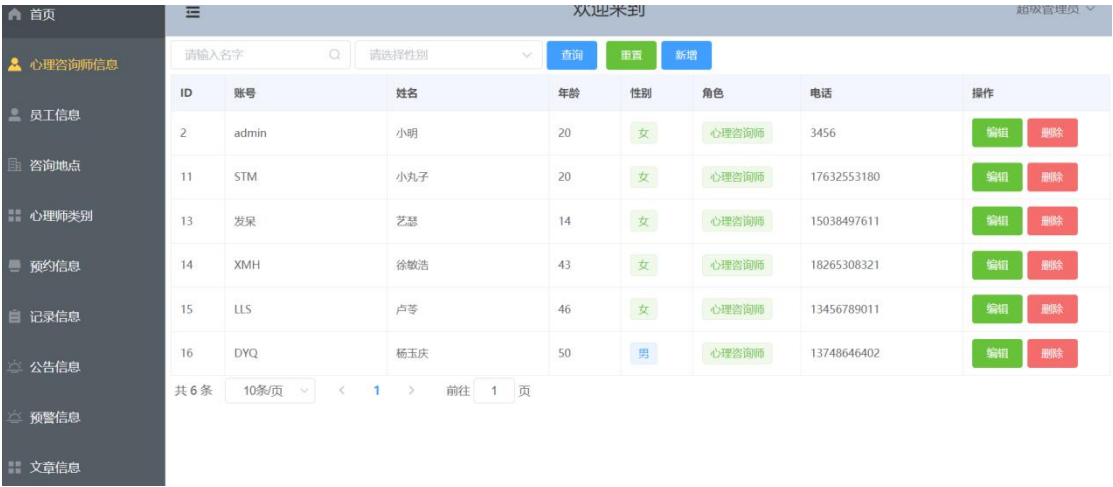 首页
心理咨询师信息
员工信息
咨询地点
心理师类别
预约信息
记录信息
公告信息
预警信息
文章信息
欢迎来到
超级管理员
请输入名字 请选择性别 查询 重置 新增
ID 账号 姓名 年龄 性别 角色 电话 操作
2 admin 小明 20 女 心理咨询师 3456 编辑 删除
11 STM 小丸子 20 女 心理咨询师 17632553180 编辑 删除
13 发呆 艺瑟 14 女 心理咨询师 15038497611 编辑 删除
14 XMH 徐敏浩 43 女 心理咨询师 18265308321 编辑 删除
15 LLS 卢苓 46 女 心理咨询师 13456789011 编辑 删除
16 DYQ 杨玉庆 50 男 心理咨询师 13748646402 编辑 删除
共 6 条 10条/页 < 1 > 前往 1 页